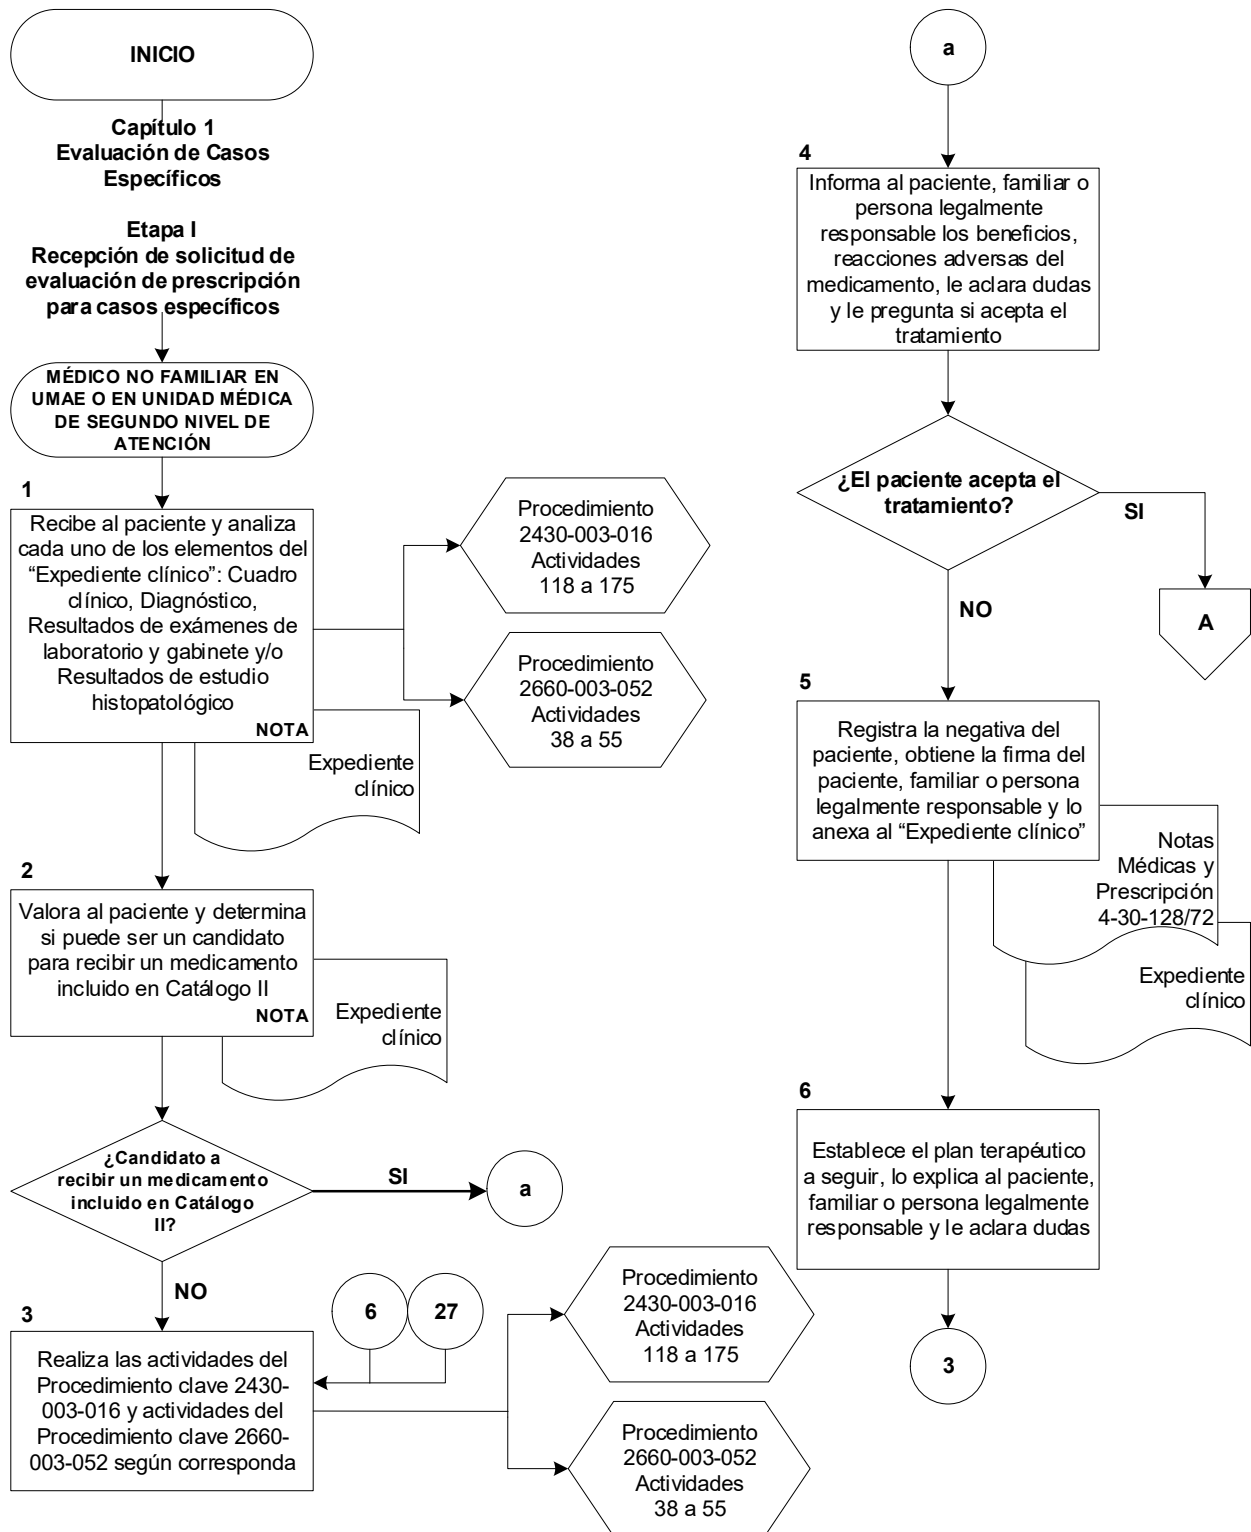 INICIO
Capítulo 1
Evaluación de Casos
Específicos
Etapa I
Recepción de solicitud de
evaluación de prescripción
para casos específicos
MÉDICO NO FAMILIAR EN
UMAE O EN UNIDAD MÉDICA
DE SEGUNDO NIVEL DE
ATENCIÓN
1
Recibe al paciente y analiza
cada uno de los elementos del
“Expediente clínico”: Cuadro
clínico, Diagnóstico,
Resultados de exámenes de
laboratorio y gabinete y/o
Resultados de estudio
histopatológico
NOTA
Procedimiento
2430-003-016
Actividades
118 a 175
Procedimiento
2660-003-052
Actividades
38 a 55
Expediente
clínico
2
Valora al paciente y determina
si puede ser un candidato
para recibir un medicamento
incluido en Catálogo II
NOTA
Expediente
clínico
¿Candidato a
recibir un medicamento
incluido en Catálogo
II?
SI
a
NO
3
Realiza las actividades del
Procedimiento clave 2430-
003-016 y actividades del
Procedimiento clave 2660-
003-052 según corresponda
6
27
Procedimiento
2430-003-016
Actividades
118 a 175
Procedimiento
2660-003-052
Actividades
38 a 55
a
4
Informa al paciente, familiar o
persona legalmente
responsable los beneficios,
reacciones adversas del
medicamento, le aclara dudas
y le pregunta si acepta el
tratamiento
¿El paciente acepta el
tratamiento?
SI
A
NO
5
Registra la negativa del
paciente, obtiene la firma del
paciente, familiar o persona
legalmente responsable y lo
anexa al “Expediente clínico”
Notas
Médicas y
Prescripción
4-30-128/72
Expediente
clínico
6
Establece el plan terapéutico
a seguir, lo explica al paciente,
familiar o persona legalmente
responsable y le aclara dudas
3